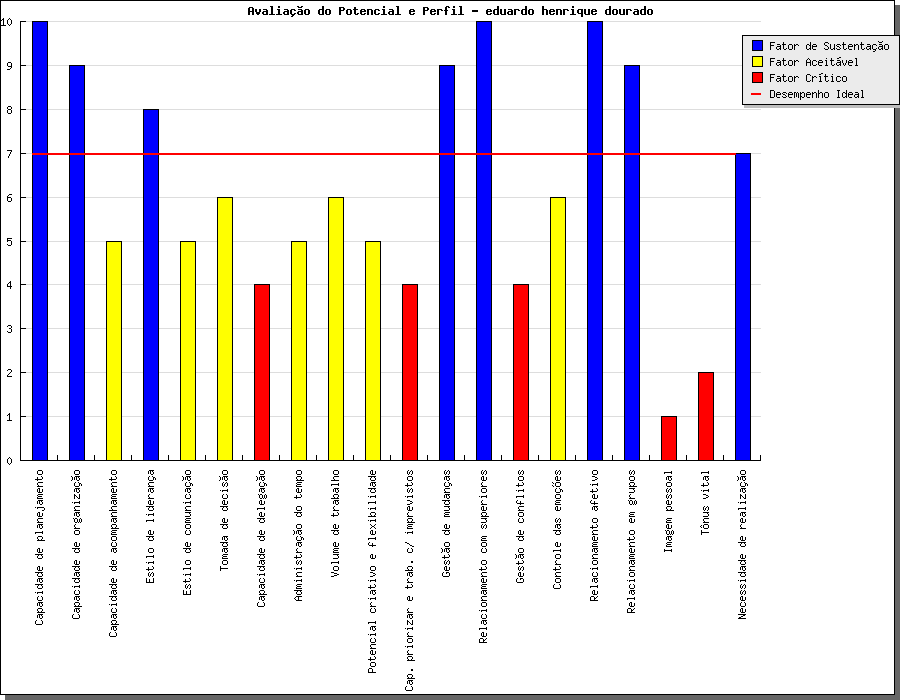 Avaliação do Potencial e Perfil - eduardo henrique dourado
Fator de Sustentação
Fator Aceitável
Fator Crítico
Desempenho Ideal
10
9
8
7
6
5
4
3
2
1
0
Capacidade de planejamento
Capacidade de organização
Capacidade de acompanhamento
Estilo de liderança
Estilo de comunicação
Tomada de decisão
Capacidade de delegação
Administração do tempo
Volume de trabalho
Potencial criativo e flexibilidade
Cap. priorizar e trab. c/ imprevistos
Gestão de mudanças
Relacionamento com superiores
Gestão de conflitos
Controle das emoções
Relacionamento afetivo
Relacionamento em grupos
Imagem pessoal
Tônus vital
Necessidade de realização